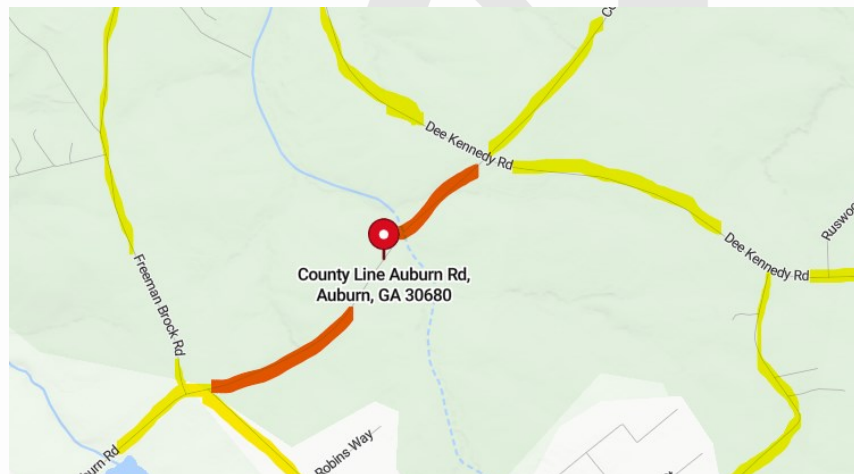 Dee Kennedy Rd
County Line Auburn Rd,
Auburn, GA 30680
Freeman Brock Rd
Dee Kennedy Rd
Robins Way